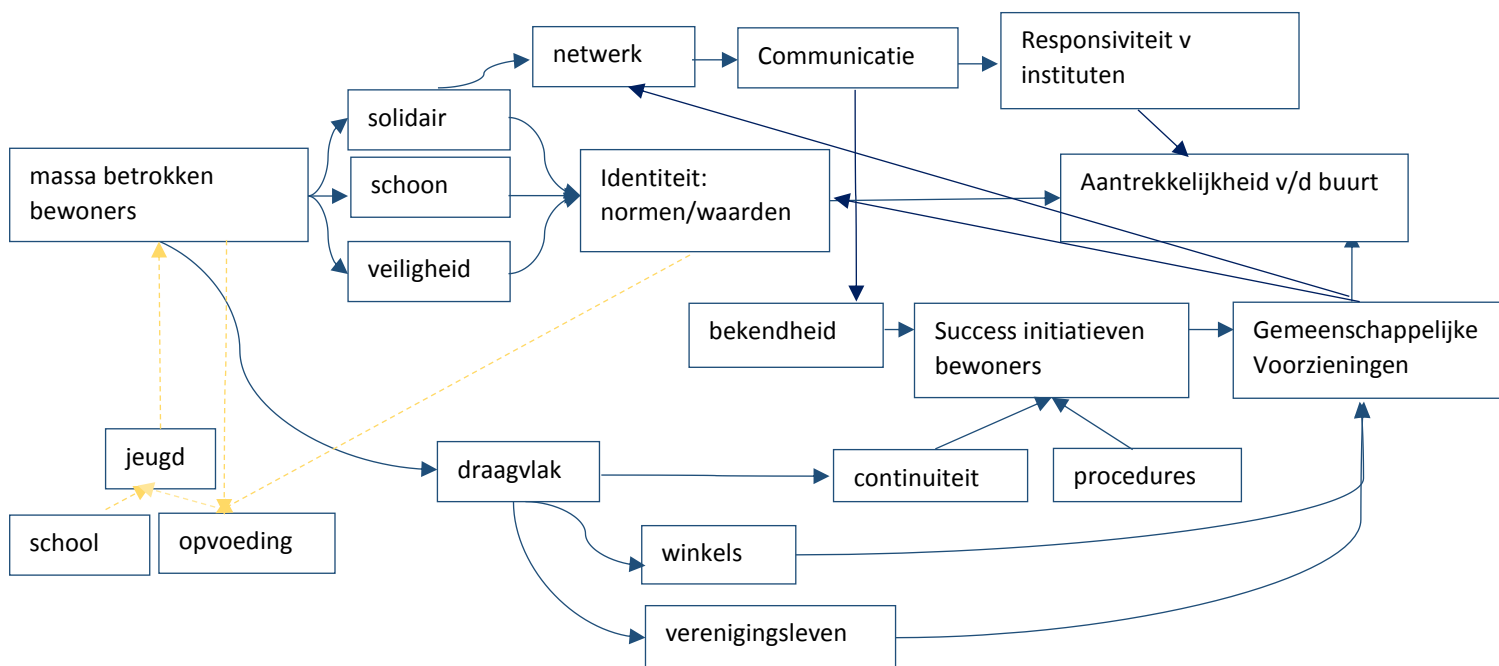 netwerk
Communicatie
Responsiviteit v
instituten
solidair
massa betrokken
bewoners
schoon
Identiteit:
normen/waarden
Aantrekkelijkheid v/d buurt
veiligheid
bekendheid
Success initiatieven
bewoners
Gemeenschappelijke
Voorzieningen
jeugd
draagvlak
continuiteit
procedures
school
opvoeding
winkels
verenigingsleven